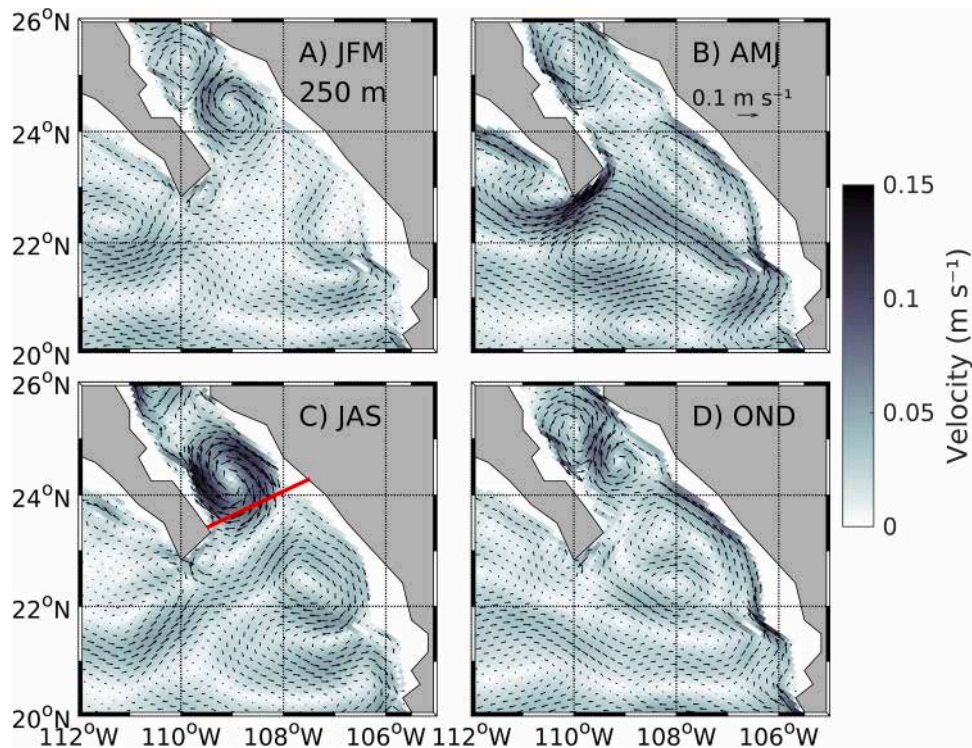 26°N
24°N
22°N
20°N
A) JFM
250 m
B) AMJ
0.1 m s⁻¹
26°N
24°N
22°N
20°N
C) JAS
D) OND
112°W 110°W 108°W 106°W 112°W 110°W 108°W 106°W
0.15
0.1
0.05
0
Velocity (m s⁻¹)